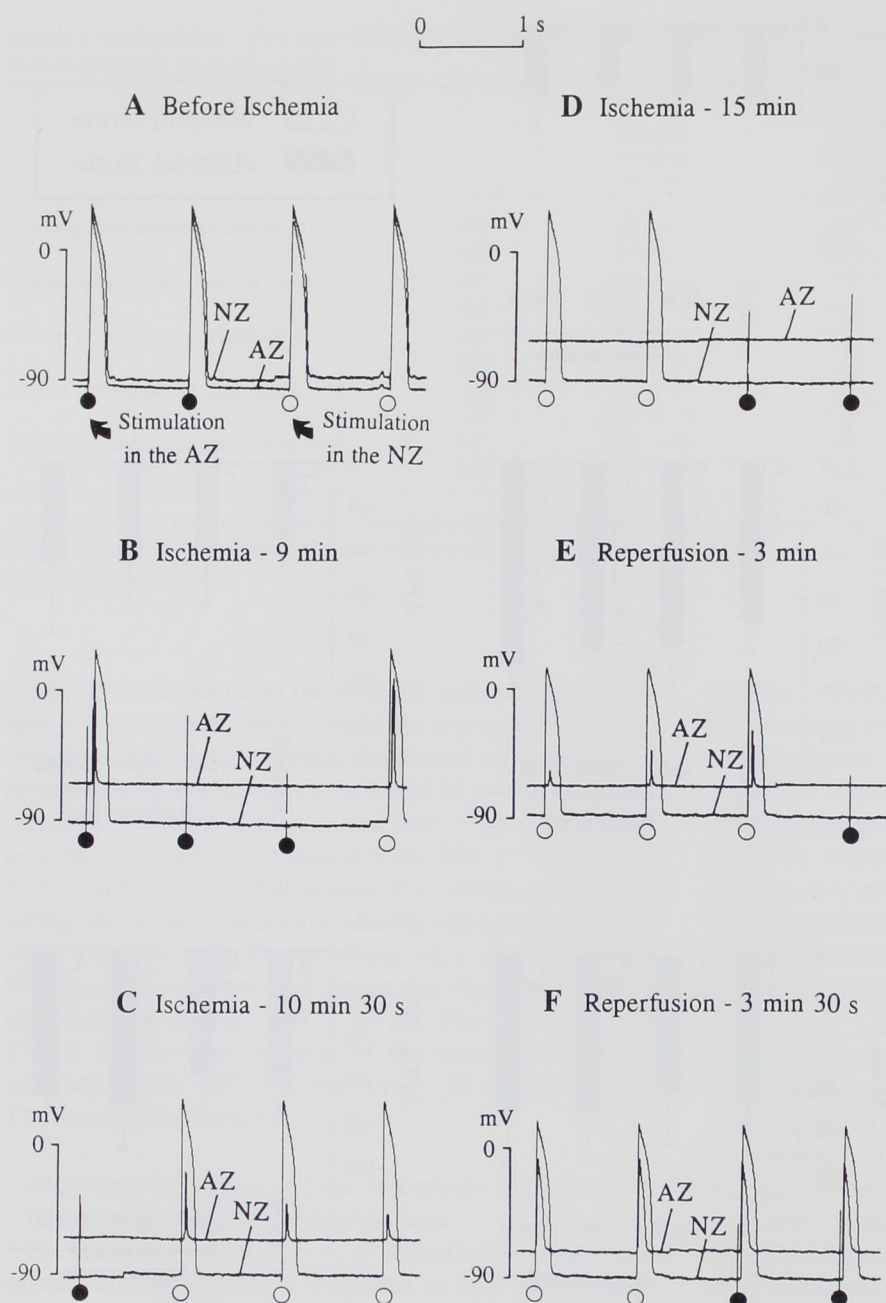 0 1 s
A Before Ischemia
mV
0
NZ
AZ
-90
Stimulation
in the AZ
Stimulation
in the NZ
B Ischemia - 9 min
mV
0
AZ
NZ
-90
C Ischemia - 10 min 30 s
mV
0
AZ
NZ
-90
D Ischemia - 15 min
mV
0
NZ
AZ
-90
E Reperfusion - 3 min
mV
0
AZ
NZ
-90
F Reperfusion - 3 min 30 s
mV
0
AZ
NZ
-90